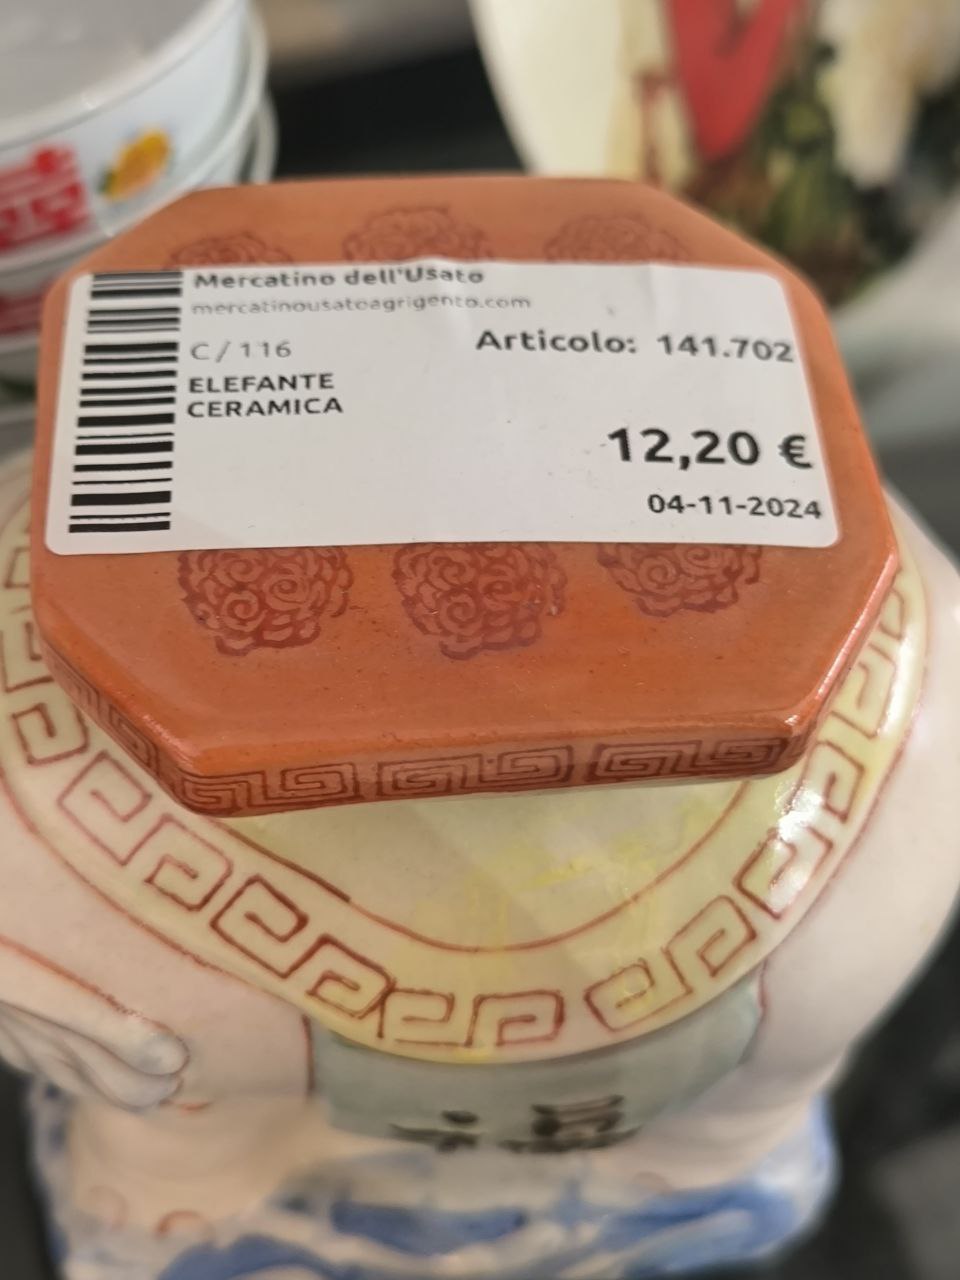 Mercatino dell'Usato
mercatinousatoagrigento.com
C/116
Articolo: 141.702
ELEFANTE
CERAMICA
12,20 €
04-11-2024